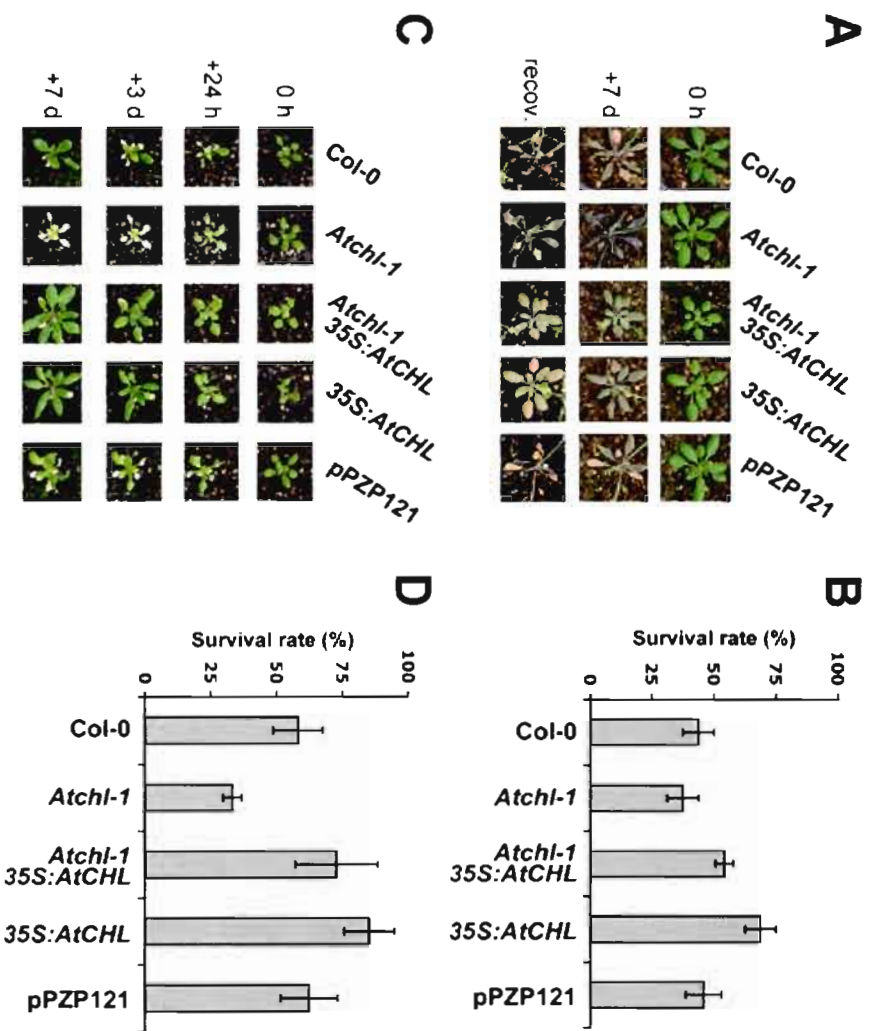 A
Col-0
Atchl-1
Atchl-1
35S:AtCHL
35S:AtCHL
pPZP121
0 h
+7 d
recov.
B
Survival rate (%)
100
75
50
25
0
Col-0
Atchl-1
Atchl-1
35S:AtCHL
35S:AtCHL
pPZP121
C
Col-0
Atchl-1
Atchl-1
35S:AtCHL
35S:AtCHL
pPZP121
0 h
+24 h
+3 d
+7 d
D
Survival rate (%)
100
75
50
25
0
Col-0
Atchl-1
Atchl-1
35S:AtCHL
35S:AtCHL
pPZP121